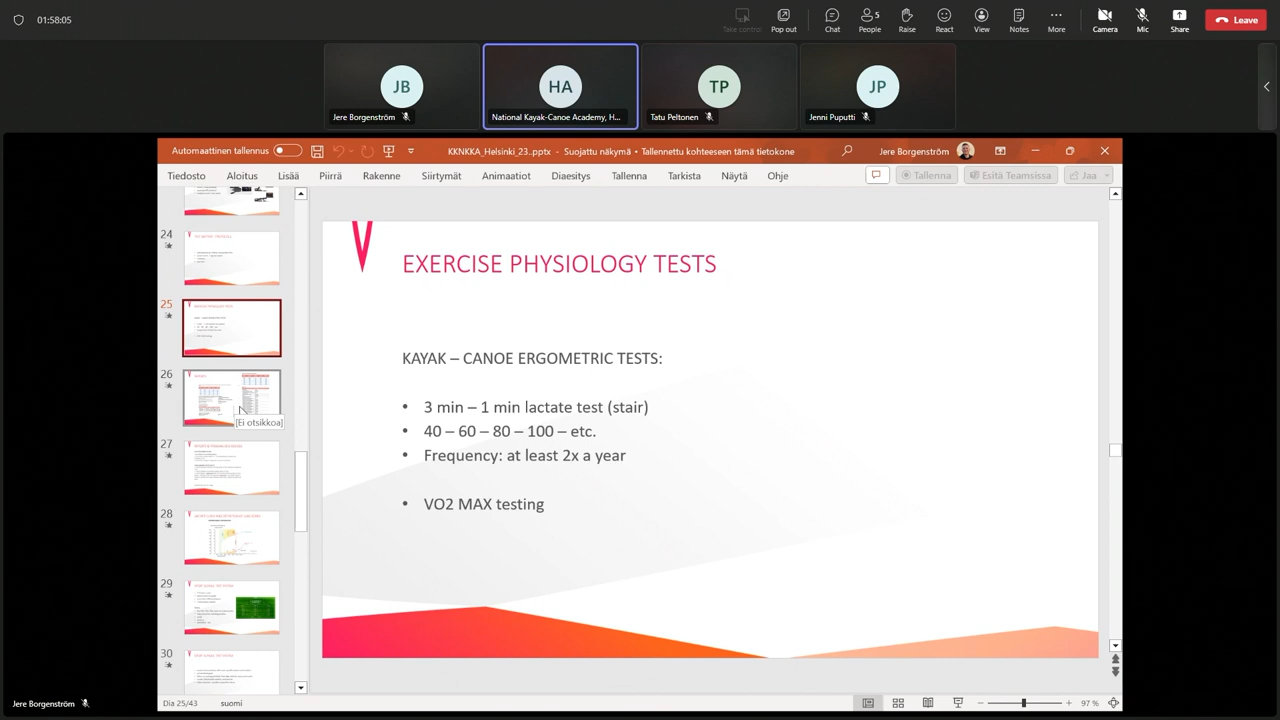 01:58:05
Take control
Pop out
Chat
5
People
Raise
React
View
Notes
More
Camera
Mic
Share
Leave
JB
HA
TP
JP
Jere Borgenström
National Kayak-Canoe Academy, H...
Tatu Peltonen
Jenni Puputti
Automaattinen tallennus
KKNKKA_Helsinki_23..pptx • Suojattu näkymä • Tallennettu kohteeseen tämä tietokone
Jere Borgenström
Tiedosto
Aloitus
Lisää
Piirrä
Rakenne
Siirtymät
Animaatiot
Diaesitys
Tallenna
Tarkista
Näytä
Ohje
Tallenna
Esitä Teamsissa
Jaa
24
25
26
[Ei otsikkoa]
27
28
29
30
EXERCISE PHYSIOLOGY TESTS
KAYAK – CANOE ERGOMETRIC TESTS:
• 3 min – 1 min lactate test (stair)
• 40 – 60 – 80 – 100 – etc.
• Frequency: at least 2x a year
• VO2 MAX testing
Jere Borgenström
Dia 25/43
suomi
97 %